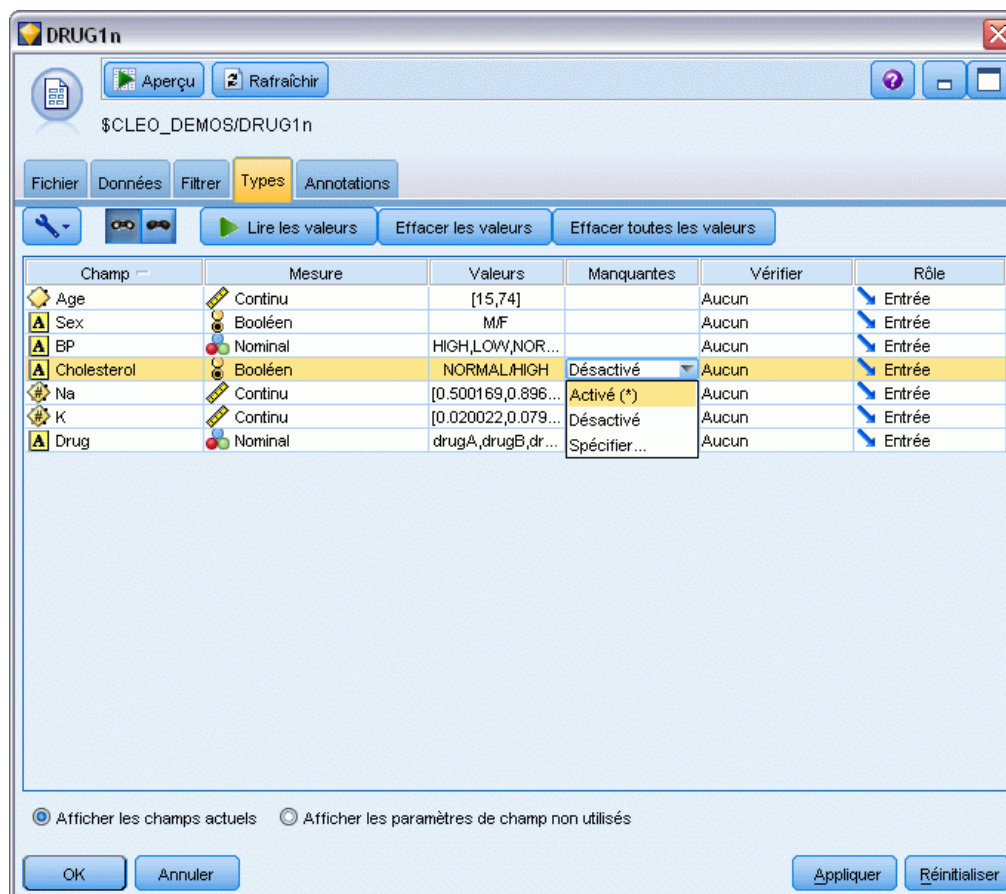 DRUG1n
Aperçu Rafraîchir
$CLEO_DEMOS/DRUG1n
Fichier Données Filtrer Types Annotations
Lire les valeurs Effacer les valeurs Effacer toutes les valeurs
Champ Mesure Valeurs Manquantes Vérifier Rôle
Age Continu [15,74] Aucun Entrée
A Sex Booléen M/F Aucun Entrée
A BP Nominal HIGH,LOW,NOR... Aucun Entrée
A Cholesterol Booléen NORMAL/HIGH Désactivé Aucun Entrée
# Na Continu [0.500169,0.896... Activé (*) Aucun Entrée
# K Continu [0.020022,0.079... Désactivé Aucun Entrée
A Drug Nominal drugA,drugB,dr... Spécifier... Aucun Entrée
Afficher les champs actuels Afficher les paramètres de champ non utilisés
OK Annuler Appliquer Réinitialiser